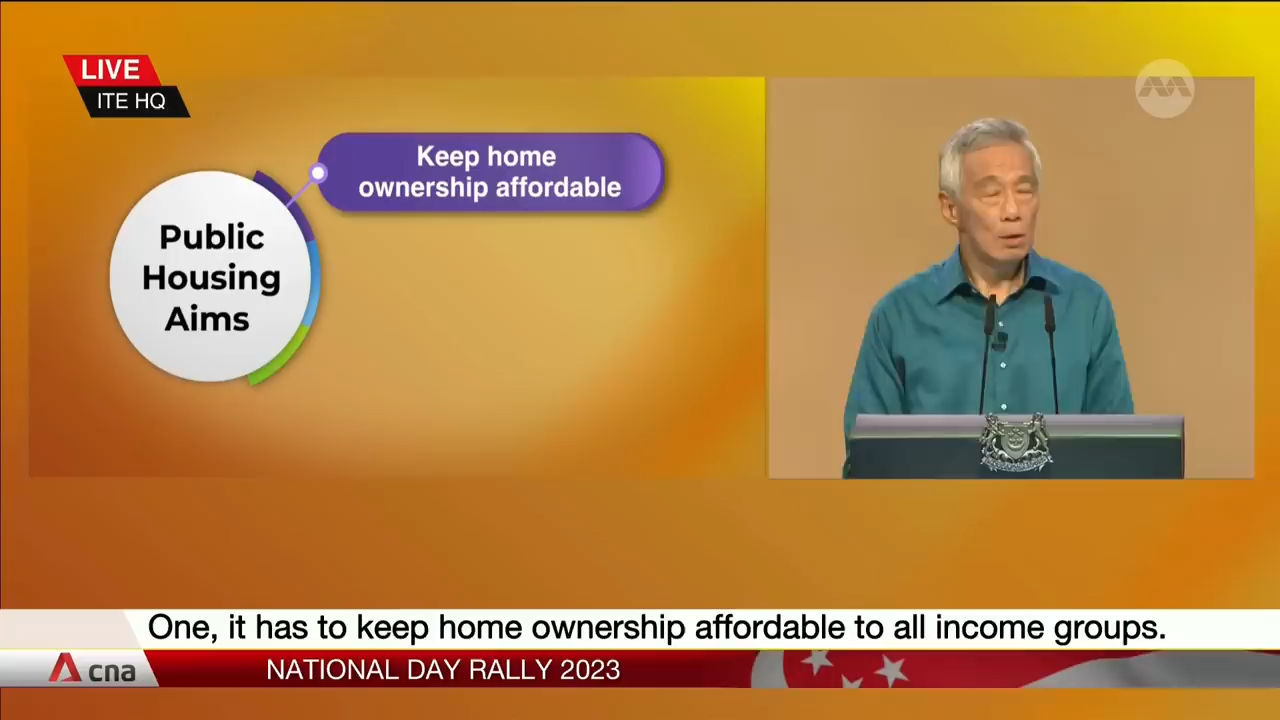 LIVE
ITE HQ
Keep home
ownership affordable
Public
Housing
Aims
One, it has to keep home ownership affordable to all income groups.
cna
NATIONAL DAY RALLY 2023